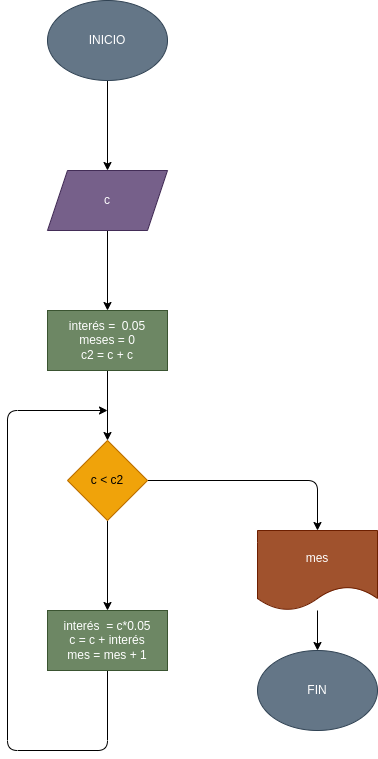 INICIO
c
interés = 0.05
meses = 0
c2 = c + c
c < c2
mes
interés = c*0.05
c = c + interés
mes = mes + 1
FIN